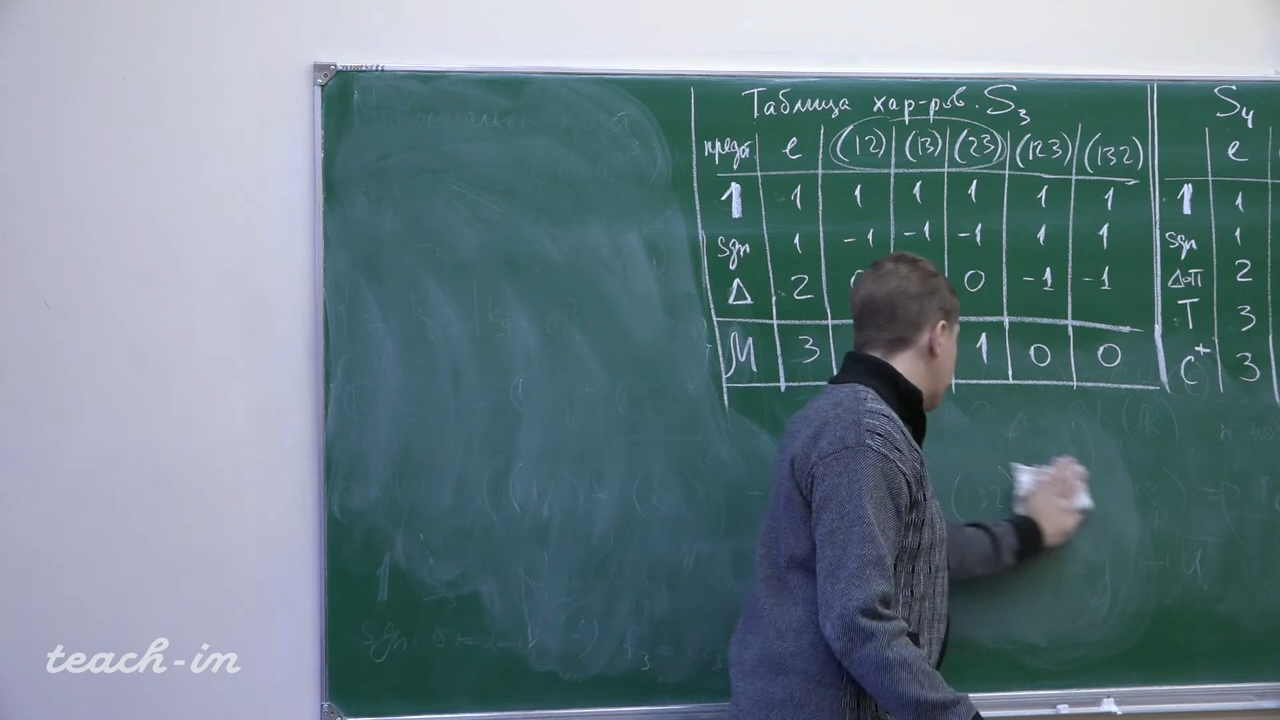 Таблица хар-ров. S₃
предст. e (12) (13) (23) (123) (132)
1 1 1 1 1 1 1
sgn 1 -1 -1 -1 1 1
Δ 2 0 -1 -1
M 3 1 0 0
S₄
e
1 1
sgn 1
Δ∘π 2
T 3
C⁺ 3
teach-in